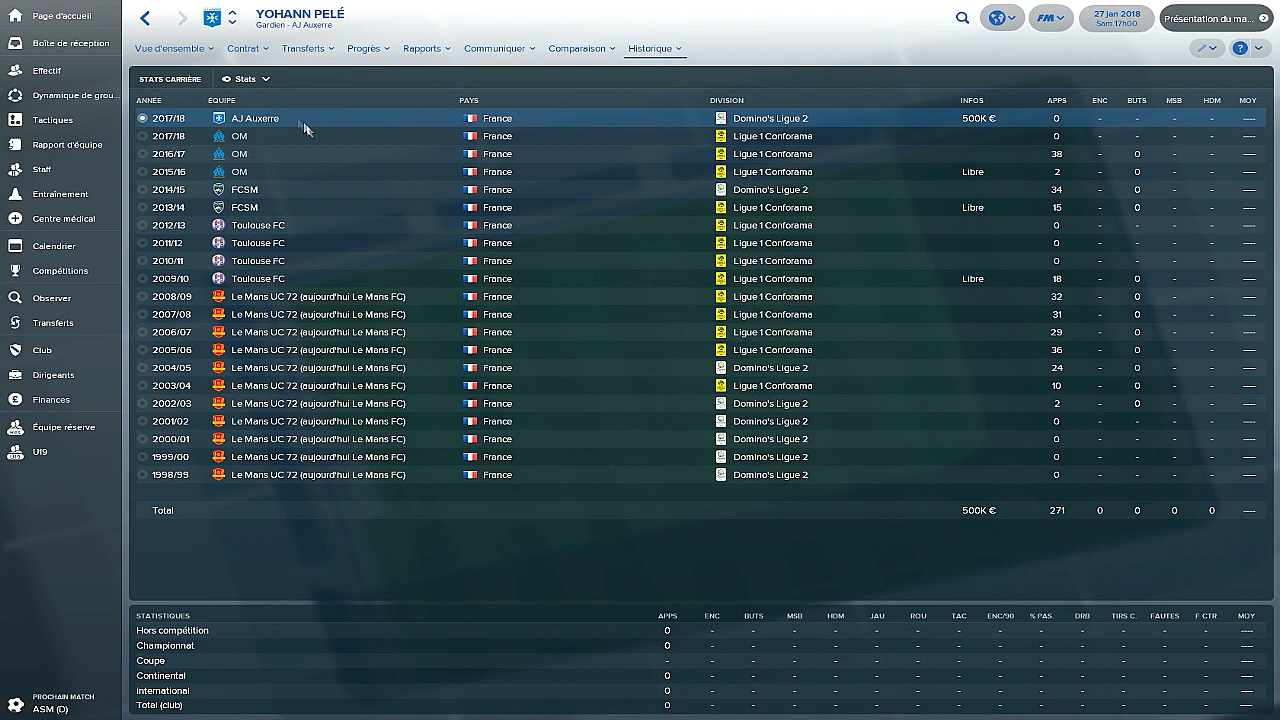 Page d'accueil
Boîte de réception
Effectif
Dynamique de grou...
Tactiques
Rapport d'équipe
Staff
Entraînement
Centre médical
Calendrier
Compétitions
Observer
Transferts
Club
Dirigeants
Finances
Équipe réserve
U19
PROCHAIN MATCH
ASM (D)
YOHANN PELÉ
Gardien - AJ Auxerre
FM
27 jan 2018
Sam 17h00
Présentation du ma...
Vue d'ensemble Contrat Transferts Progrès Rapports Communiquer Comparaison Historique
?
STATS CARRIÈRE Stats
ANNÉE ÉQUIPE PAYS DIVISION INFOS APPS ENC BUTS MSB HDM MOY
2017/18 AJ Auxerre France Domino's Ligue 2 500K € 0 - - - - ----
2017/18 OM France Ligue 1 Conforama 0 - - - - ----
2016/17 OM France Ligue 1 Conforama 38 - 0 - - ----
2015/16 OM France Ligue 1 Conforama Libre 2 - 0 - - ----
2014/15 FCSM France Domino's Ligue 2 34 - 0 - - ----
2013/14 FCSM France Ligue 1 Conforama Libre 15 - 0 - - ----
2012/13 Toulouse FC France Ligue 1 Conforama 0 - - - - ----
2011/12 Toulouse FC France Ligue 1 Conforama 0 - - - - ----
2010/11 Toulouse FC France Ligue 1 Conforama 0 - - - - ----
2009/10 Toulouse FC France Ligue 1 Conforama Libre 18 - 0 - - ----
2008/09 Le Mans UC 72 (aujourd'hui Le Mans FC) France Ligue 1 Conforama 32 - 0 - - ----
2007/08 Le Mans UC 72 (aujourd'hui Le Mans FC) France Ligue 1 Conforama 31 - 0 - - ----
2006/07 Le Mans UC 72 (aujourd'hui Le Mans FC) France Ligue 1 Conforama 29 - 0 - - ----
2005/06 Le Mans UC 72 (aujourd'hui Le Mans FC) France Ligue 1 Conforama 36 - 0 - - ----
2004/05 Le Mans UC 72 (aujourd'hui Le Mans FC) France Domino's Ligue 2 24 - 0 - - ----
2003/04 Le Mans UC 72 (aujourd'hui Le Mans FC) France Ligue 1 Conforama 10 - 0 - - ----
2002/03 Le Mans UC 72 (aujourd'hui Le Mans FC) France Domino's Ligue 2 2 - 0 - - ----
2001/02 Le Mans UC 72 (aujourd'hui Le Mans FC) France Domino's Ligue 2 0 - - - - ----
2000/01 Le Mans UC 72 (aujourd'hui Le Mans FC) France Domino's Ligue 2 0 - - - - ----
1999/00 Le Mans UC 72 (aujourd'hui Le Mans FC) France Domino's Ligue 2 0 - - - - ----
1998/99 Le Mans UC 72 (aujourd'hui Le Mans FC) France Domino's Ligue 2 0 - - - - ----
Total 500K € 271 0 0 0 0 ----
STATISTIQUES APPS ENC BUTS MSB HDM JAU ROU TAC ENC/90 % PAS. DRB TIRS C. FAUTES F CTR MOY
Hors compétition 0 - - - - - - - - - - - - - ----
Championnat 0 - - - - - - - - - - - - - ----
Coupe - - - - - - - - - - - - - - ----
Continental 0 - - - - - - - - - - - - - ----
International 0 - - - - - - - - - - - - - ----
Total (club) 0 - - - - - - - - - - - - - ----